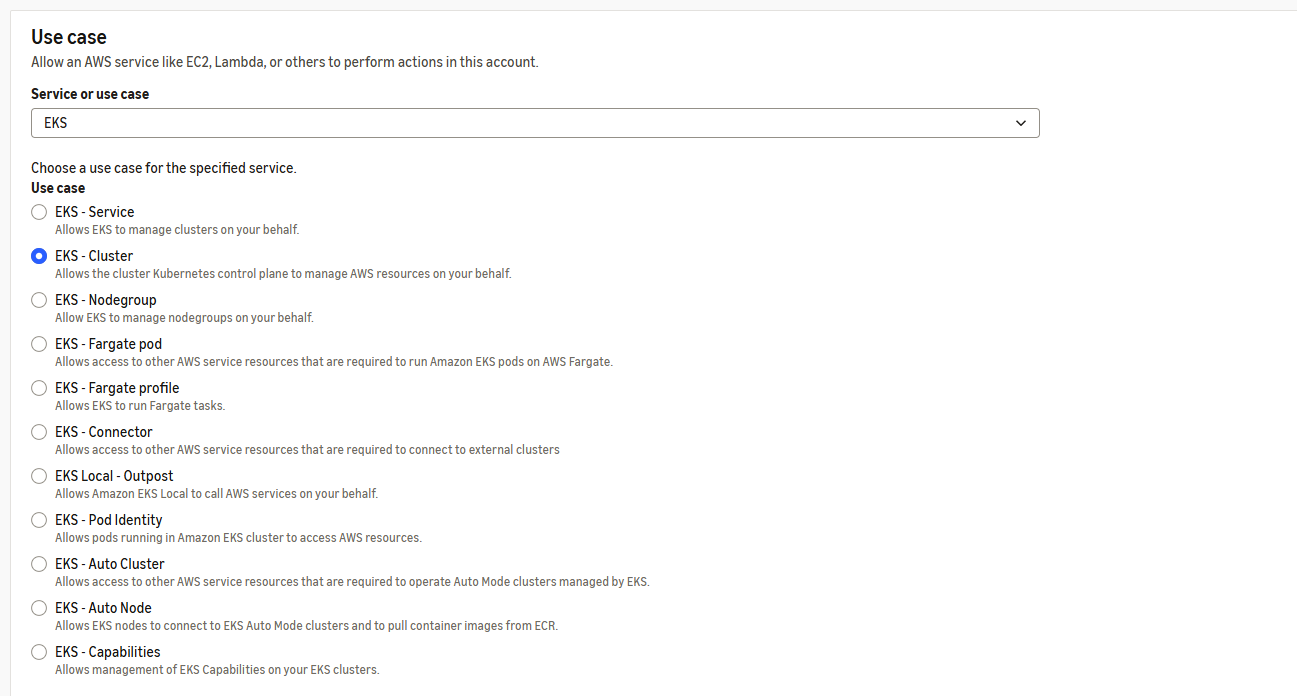 Use case
Allow an AWS service like EC2, Lambda, or others to perform actions in this account.
Service or use case
EKS
Choose a use case for the specified service.
Use case
EKS - Service
Allows EKS to manage clusters on your behalf.
EKS - Cluster
Allows the cluster Kubernetes control plane to manage AWS resources on your behalf.
EKS - Nodegroup
Allow EKS to manage nodegroups on your behalf.
EKS - Fargate pod
Allows access to other AWS service resources that are required to run Amazon EKS pods on AWS Fargate.
EKS - Fargate profile
Allows EKS to run Fargate tasks.
EKS - Connector
Allows access to other AWS service resources that are required to connect to external clusters
EKS Local - Outpost
Allows Amazon EKS Local to call AWS services on your behalf.
EKS - Pod Identity
Allows pods running in Amazon EKS cluster to access AWS resources.
EKS - Auto Cluster
Allows access to other AWS service resources that are required to operate Auto Mode clusters managed by EKS.
EKS - Auto Node
Allows EKS nodes to connect to EKS Auto Mode clusters and to pull container images from ECR.
EKS - Capabilities
Allows management of EKS Capabilities on your EKS clusters.